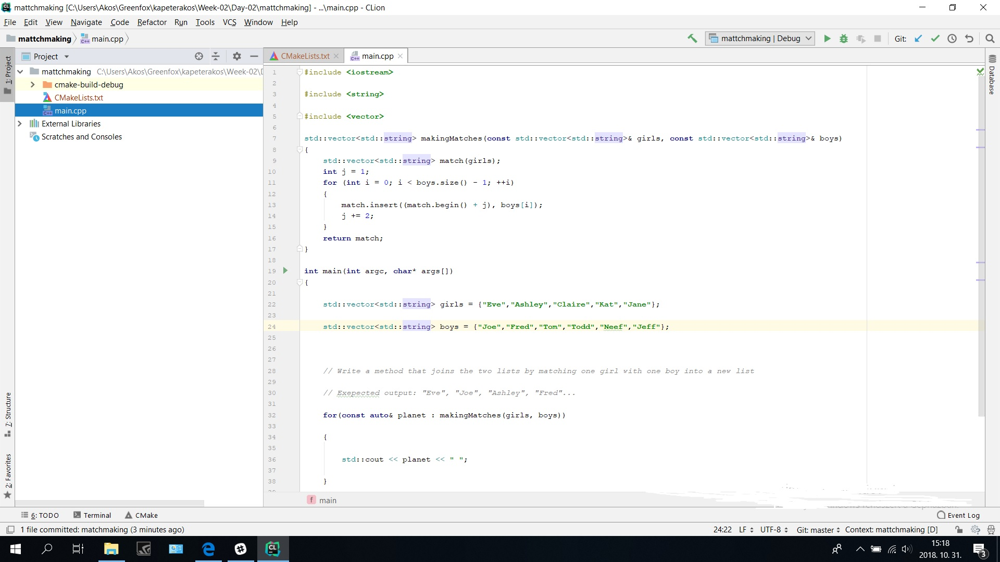 mattchmaking [C:\Users\Akos\Greenfox\kapeterakos\Week-02\Day-02\mattchmaking] - ...\main.cpp - CLion
File Edit View Navigate Code Refactor Run Tools VCS Window Help
mattchmaking main.cpp mattchmaking | Debug Git:
Project CMakeLists.txt main.cpp
1: Project
mattchmaking C:\Users\Akos\Greenfox\kapeterakos\Week-02\D
cmake-build-debug
CMakeLists.txt
main.cpp
External Libraries
Scratches and Consoles
7: Structure
2: Favorites
Database
1 #include <iostream>
2
3 #include <string>
4
5 #include <vector>
6
7 std::vector<std::string> makingMatches(const std::vector<std::string>& girls, const std::vector<std::string>& boys)
8 {
9 std::vector<std::string> match(girls);
10 int j = 1;
11 for (int i = 0; i < boys.size() - 1; ++i)
12 {
13 match.insert((match.begin() + j), boys[i]);
14 j += 2;
15 }
16 return match;
17 }
18
19 int main(int argc, char* args[])
20 {
21
22 std::vector<std::string> girls = {"Eve","Ashley","Claire","Kat","Jane"};
23
24 std::vector<std::string> boys = {"Joe","Fred","Tom","Todd","Neef","Jeff"};
25
26
27
28 // Write a method that joins the two lists by matching one girl with one boy into a new list
29
30 // Exepected output: "Eve", "Joe", "Ashley", "Fred"...
31
32 for(const auto& planet : makingMatches(girls, boys))
33
34 {
35
36 std::cout << planet << " ";
37
38 }
f main
6: TODO Terminal CMake Event Log
1 file committed: matchmaking (3 minutes ago) 24:22 LF UTF-8 Git: master Context: mattchmaking [D]
15:18
2018. 10. 31.
3